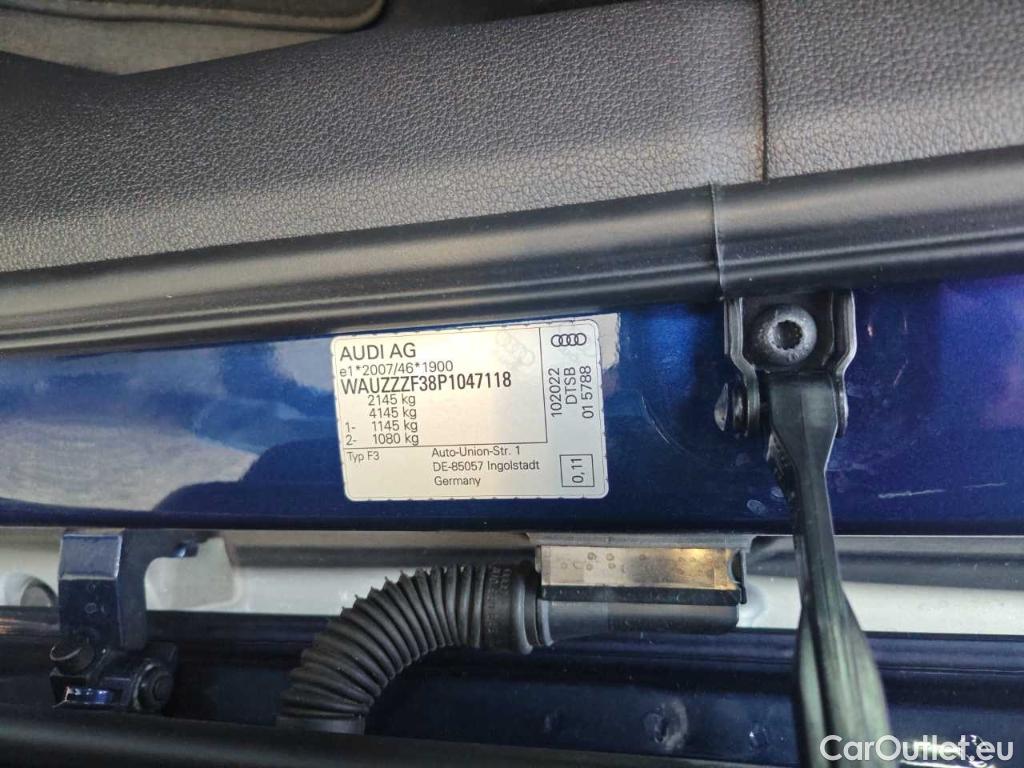 AUDI AG
e1*2007/46*1900
WAUZZZF38P1047118
2145 kg
4145 kg
1- 1145 kg
2- 1080 kg
Typ F3
Auto-Union-Str. 1
DE-85057 Ingolstadt
Germany
102022
DTSB
01 5788
0,11
CarOutlet.eu